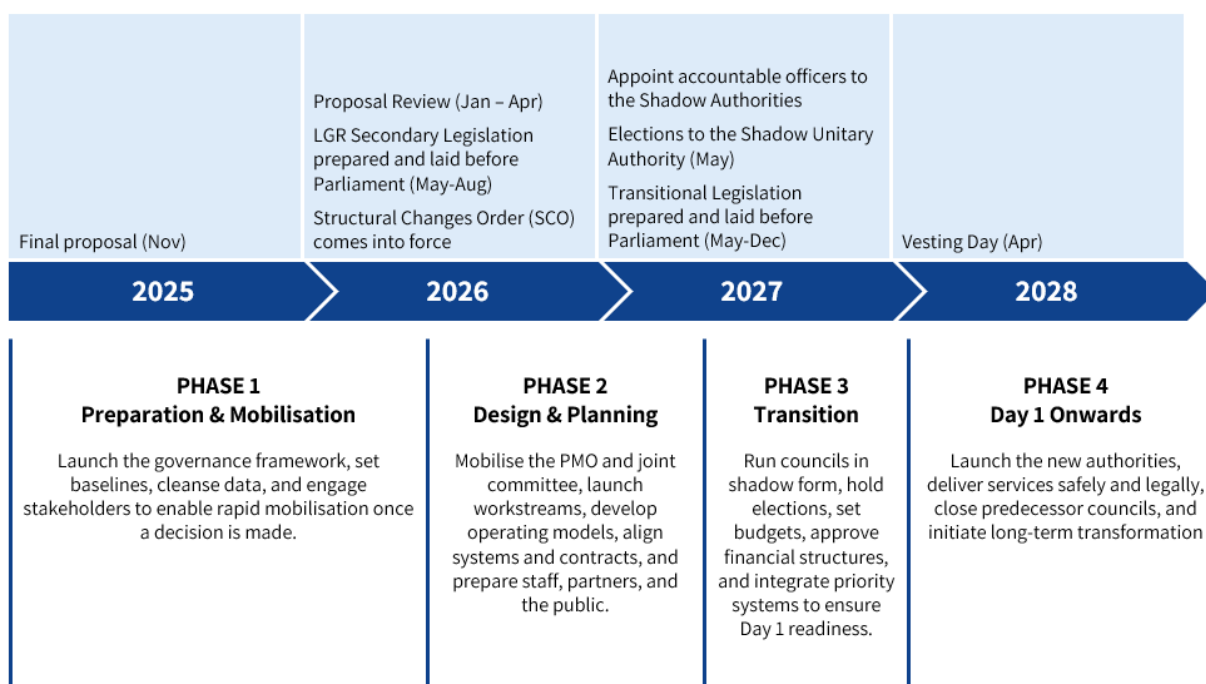 Final proposal (Nov)
Proposal Review (Jan – Apr)
LGR Secondary Legislation
prepared and laid before
Parliament (May-Aug)
Structural Changes Order (SCO)
comes into force
Appoint accountable officers to
the Shadow Authorities
Elections to the Shadow Unitary
Authority (May)
Transitional Legislation
prepared and laid before
Parliament (May-Dec)
Vesting Day (Apr)
2025
2026
2027
2028
PHASE 1
Preparation & Mobilisation
Launch the governance framework, set
baselines, cleanse data, and engage
stakeholders to enable rapid mobilisation once
a decision is made.
PHASE 2
Design & Planning
Mobilise the PMO and joint
committee, launch
workstreams, develop
operating models, align
systems and contracts, and
prepare staff, partners, and
the public.
PHASE 3
Transition
Run councils in
shadow form, hold
elections, set
budgets, approve
financial structures,
and integrate priority
systems to ensure
Day 1 readiness.
PHASE 4
Day 1 Onwards
Launch the new authorities,
deliver services safely and legally,
close predecessor councils, and
initiate long-term transformation